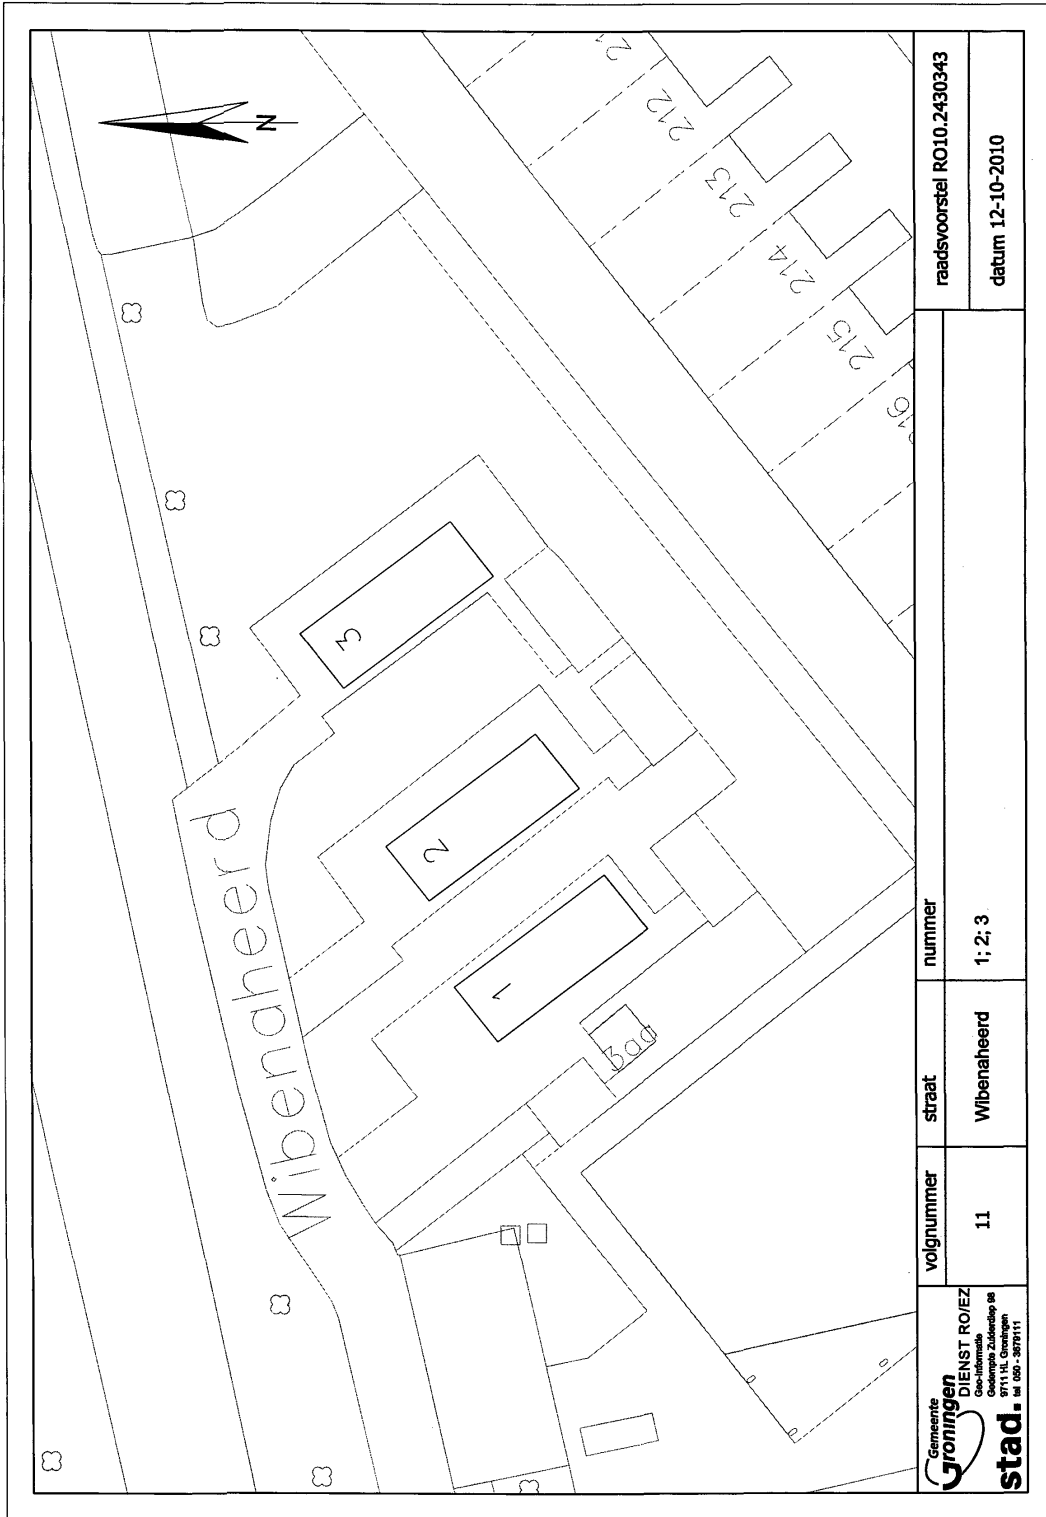 N
Wibenaheerd
3
2
1
3aa
212
213
214
215
Gemeente
Groningen
stad.
DIENST RO/EZ
Geo-informatie
Gedempte Zuiderdiep 98
9711 HL Groningen
tel 050 - 3679111
volgnummer
11
straat
Wibenaheerd
nummer
1; 2; 3
raadsvoorstel RO10.2430343
datum 12-10-2010